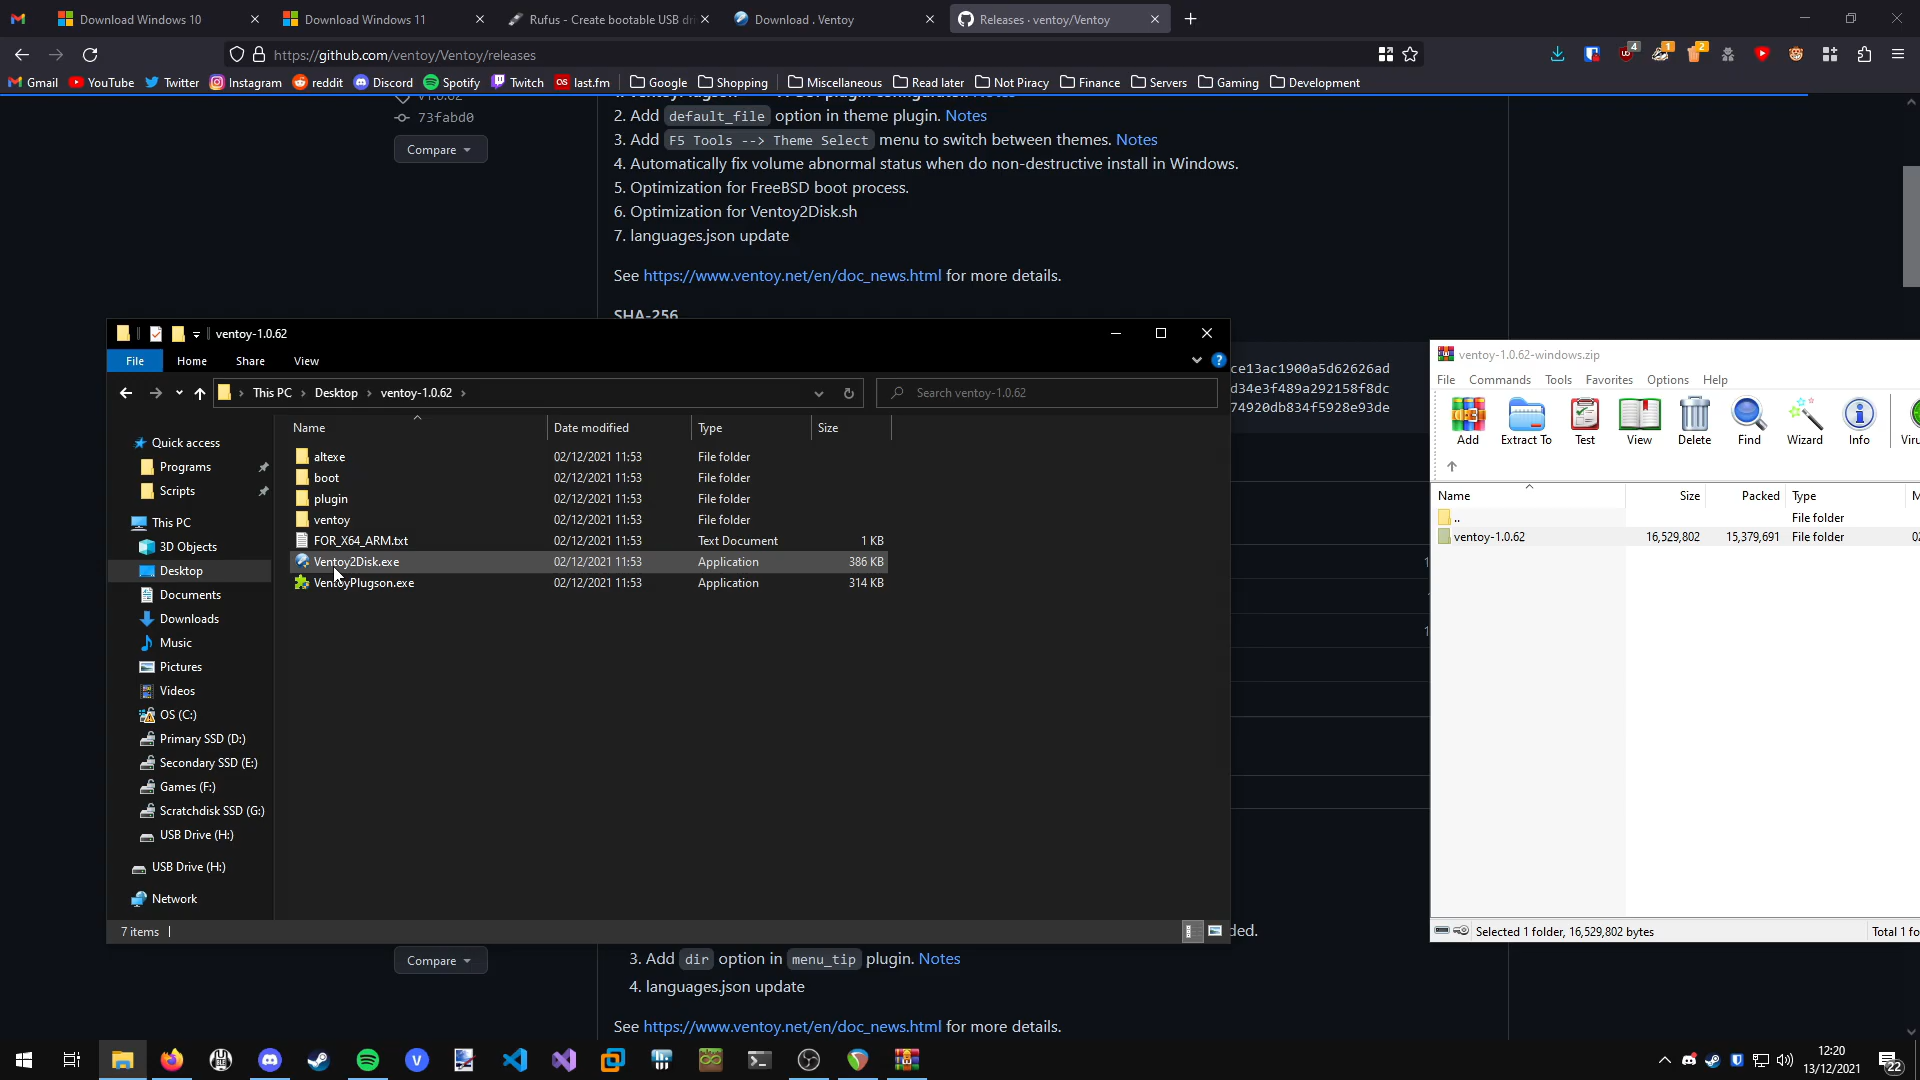 Download Windows 10
Download Windows 11
Rufus - Create bootable USB dri
Download . Ventoy
Releases · ventoy/Ventoy
https://github.com/ventoy/Ventoy/releases
4
1
2
Gmail
YouTube
Twitter
Instagram
reddit
Discord
Spotify
Twitch
last.fm
Google
Shopping
Miscellaneous
Read later
Not Piracy
Finance
Servers
Gaming
Development
73fabd0
Compare
2. Add default_file option in theme plugin. Notes
3. Add F5 Tools --> Theme Select menu to switch between themes. Notes
4. Automatically fix volume abnormal status when do non-destructive install in Windows.
5. Optimization for FreeBSD boot process.
6. Optimization for Ventoy2Disk.sh
7. languages.json update
See https://www.ventoy.net/en/doc_news.html for more details.
SHA-256
ce13ac1900a5d62626ad
d34e3f489a292158f8dc
74920db834f5928e93de
ventoy-1.0.62
File
Home
Share
View
This PC
Desktop
ventoy-1.0.62
Search ventoy-1.0.62
Name
Date modified
Type
Size
altexe 02/12/2021 11:53 File folder
boot 02/12/2021 11:53 File folder
plugin 02/12/2021 11:53 File folder
ventoy 02/12/2021 11:53 File folder
FOR_X64_ARM.txt 02/12/2021 11:53 Text Document 1 KB
Ventoy2Disk.exe 02/12/2021 11:53 Application 386 KB
VentoyPlugson.exe 02/12/2021 11:53 Application 314 KB
Quick access
Programs
Scripts
This PC
3D Objects
Desktop
Documents
Downloads
Music
Pictures
Videos
OS (C:)
Primary SSD (D:)
Secondary SSD (E:)
Games (F:)
Scratchdisk SSD (G:)
USB Drive (H:)
USB Drive (H:)
Network
7 items
ventoy-1.0.62-windows.zip
File
Commands
Tools
Favorites
Options
Help
Add
Extract To
Test
View
Delete
Find
Wizard
Info
Viru
Name
Size
Packed
Type
M
.. File folder
ventoy-1.0.62 16,529,802 15,379,691 File folder 02
Selected 1 folder, 16,529,802 bytes
Total 1 fo
ded.
Compare
3. Add dir option in menu_tip plugin. Notes
4. languages.json update
See https://www.ventoy.net/en/doc_news.html for more details.
12:20
13/12/2021
22